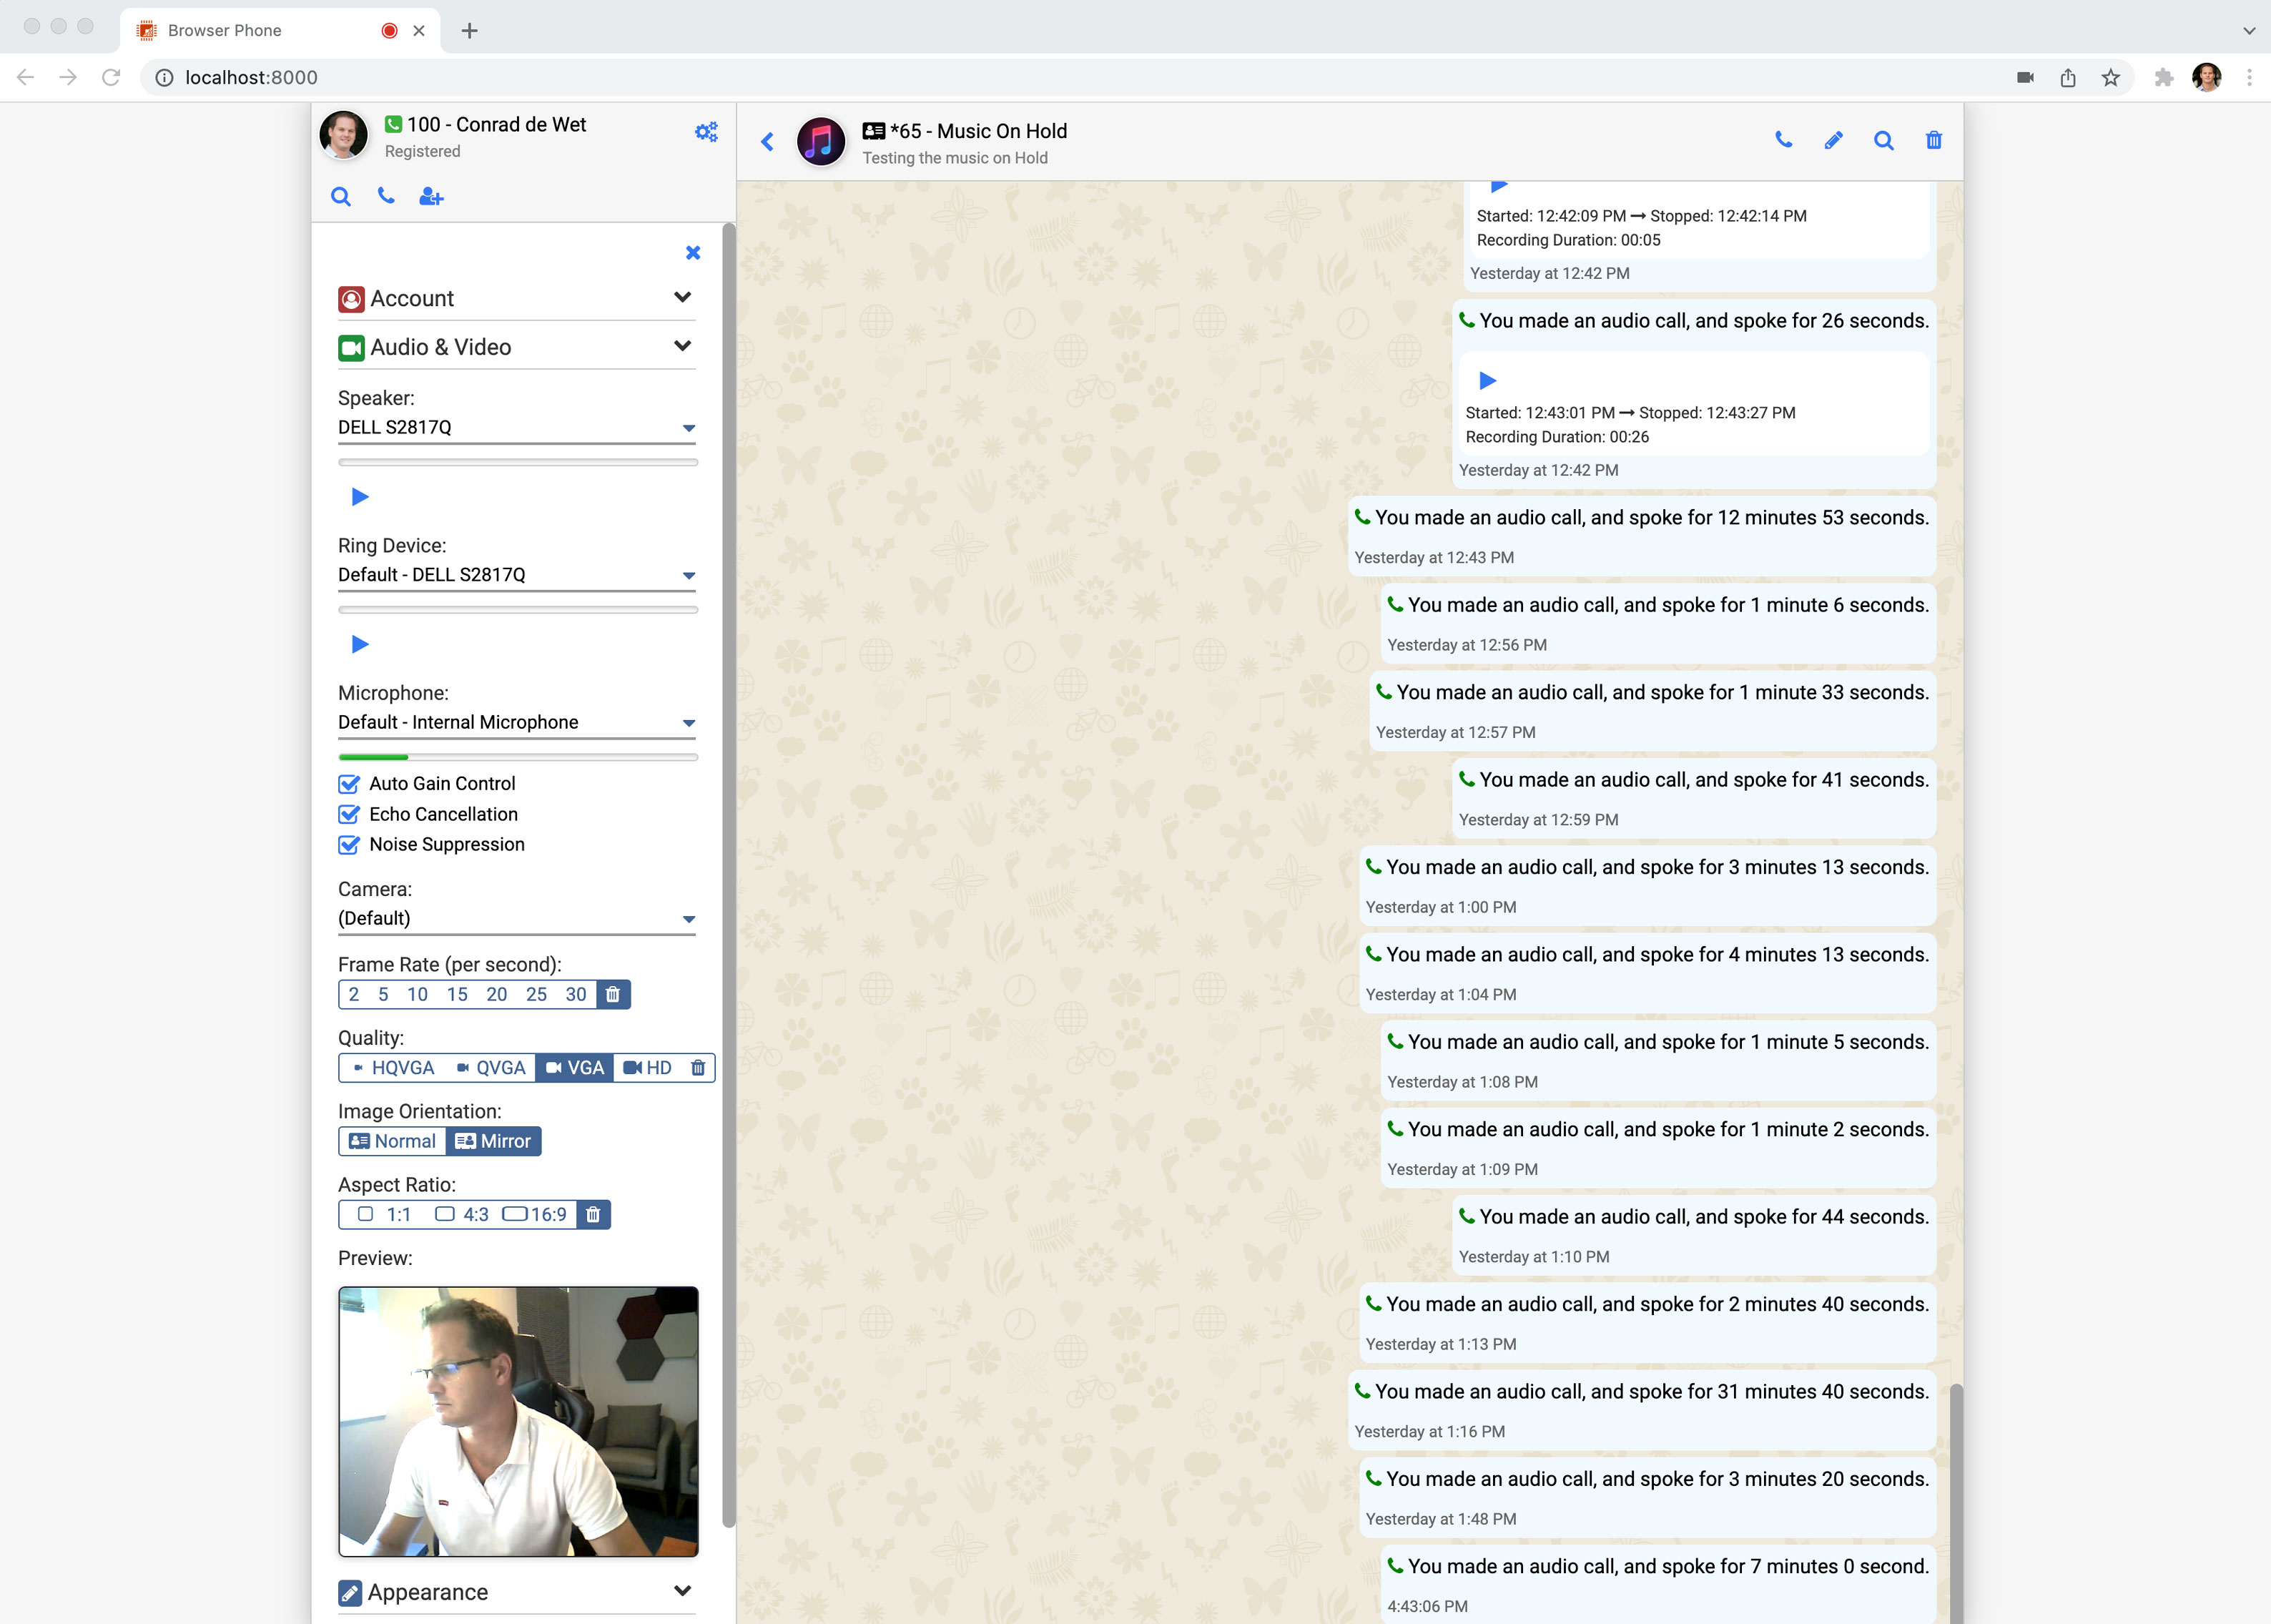 Browser Phone
localhost:8000
100 - Conrad de Wet
Registered
Account
Audio & Video
Speaker:
DELL S2817Q
Ring Device:
Default - DELL S2817Q
Microphone:
Default - Internal Microphone
Auto Gain Control
Echo Cancellation
Noise Suppression
Camera:
(Default)
Frame Rate (per second):
2 5 10 15 20 25 30
Quality:
HQVGA QVGA VGA HD
Image Orientation:
Normal Mirror
Aspect Ratio:
1:1 4:3 16:9
Preview:
Appearance
*65 - Music On Hold
Testing the music on Hold
Started: 12:42:09 PM → Stopped: 12:42:14 PM
Recording Duration: 00:05
Yesterday at 12:42 PM
You made an audio call, and spoke for 26 seconds.
Started: 12:43:01 PM → Stopped: 12:43:27 PM
Recording Duration: 00:26
Yesterday at 12:42 PM
You made an audio call, and spoke for 12 minutes 53 seconds.
Yesterday at 12:43 PM
You made an audio call, and spoke for 1 minute 6 seconds.
Yesterday at 12:56 PM
You made an audio call, and spoke for 1 minute 33 seconds.
Yesterday at 12:57 PM
You made an audio call, and spoke for 41 seconds.
Yesterday at 12:59 PM
You made an audio call, and spoke for 3 minutes 13 seconds.
Yesterday at 1:00 PM
You made an audio call, and spoke for 4 minutes 13 seconds.
Yesterday at 1:04 PM
You made an audio call, and spoke for 1 minute 5 seconds.
Yesterday at 1:08 PM
You made an audio call, and spoke for 1 minute 2 seconds.
Yesterday at 1:09 PM
You made an audio call, and spoke for 44 seconds.
Yesterday at 1:10 PM
You made an audio call, and spoke for 2 minutes 40 seconds.
Yesterday at 1:13 PM
You made an audio call, and spoke for 31 minutes 40 seconds.
Yesterday at 1:16 PM
You made an audio call, and spoke for 3 minutes 20 seconds.
Yesterday at 1:48 PM
You made an audio call, and spoke for 7 minutes 0 second.
4:43:06 PM